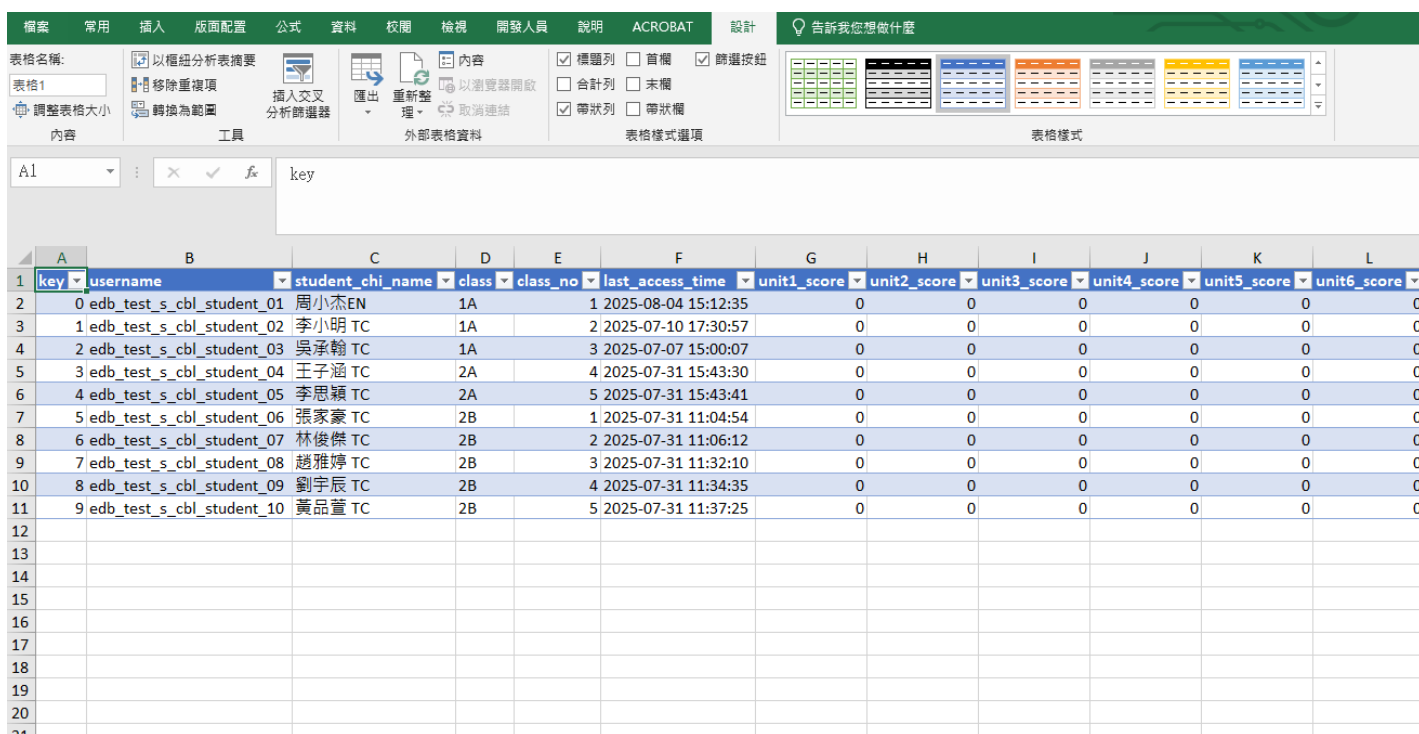 檔案 常用 插入 版面配置 公式 資料 校閱 檢視 開發人員 說明 ACROBAT 設計 告訴我您想做什麼
表格名稱:
表格1
調整表格大小
內容
以樞紐分析表摘要
移除重複項
轉換為範圍
插入交叉
分析篩選器
工具
匯出
重新整
理
內容
以瀏覽器開啟
取消連結
外部表格資料
標題列 首欄 篩選按鈕
合計列 末欄
帶狀列 帶狀欄
表格樣式選項
表格樣式
A1 fx key
A B C D E F G H I J K L
1 key username student_chi_name class class_no last_access_time unit1_score unit2_score unit3_score unit4_score unit5_score unit6_score
2 0 edb_test_s_cbl_student_01 周小杰EN 1A 1 2025-08-04 15:12:35 0 0 0 0 0 0
3 1 edb_test_s_cbl_student_02 李小明 TC 1A 2 2025-07-10 17:30:57 0 0 0 0 0 0
4 2 edb_test_s_cbl_student_03 吳承翰 TC 1A 3 2025-07-07 15:00:07 0 0 0 0 0 0
5 3 edb_test_s_cbl_student_04 王子涵 TC 2A 4 2025-07-31 15:43:30 0 0 0 0 0 0
6 4 edb_test_s_cbl_student_05 李思穎 TC 2A 5 2025-07-31 15:43:41 0 0 0 0 0 0
7 5 edb_test_s_cbl_student_06 張家豪 TC 2B 1 2025-07-31 11:04:54 0 0 0 0 0 0
8 6 edb_test_s_cbl_student_07 林俊傑 TC 2B 2 2025-07-31 11:06:12 0 0 0 0 0 0
9 7 edb_test_s_cbl_student_08 趙雅婷 TC 2B 3 2025-07-31 11:32:10 0 0 0 0 0 0
10 8 edb_test_s_cbl_student_09 劉宇辰 TC 2B 4 2025-07-31 11:34:35 0 0 0 0 0 0
11 9 edb_test_s_cbl_student_10 黃品萱 TC 2B 5 2025-07-31 11:37:25 0 0 0 0 0 0
12
13
14
15
16
17
18
19
20
21